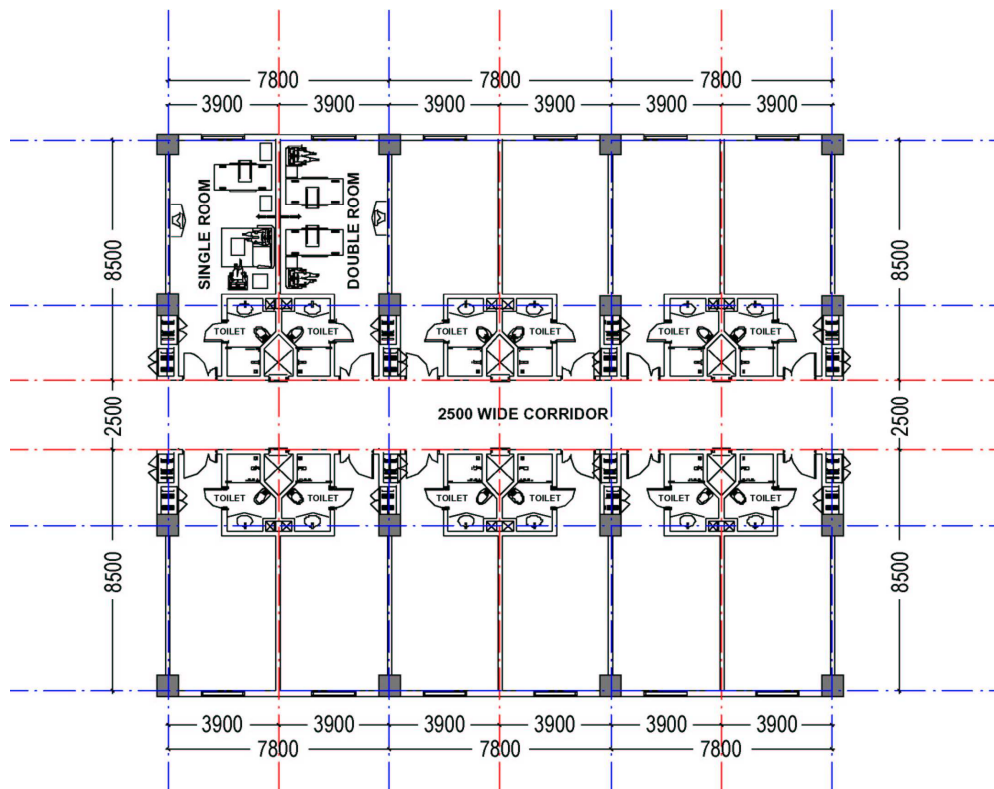 7800 7800 7800
3900 3900 3900 3900 3900 3900
8500 SINGLE ROOM DOUBLE ROOM 8500
TOILET TOILET TOILET TOILET TOILET TOILET
2500 2500 WIDE CORRIDOR 2500
TOILET TOILET TOILET TOILET TOILET TOILET
8500 8500
3900 3900 3900 3900 3900 3900
7800 7800 7800